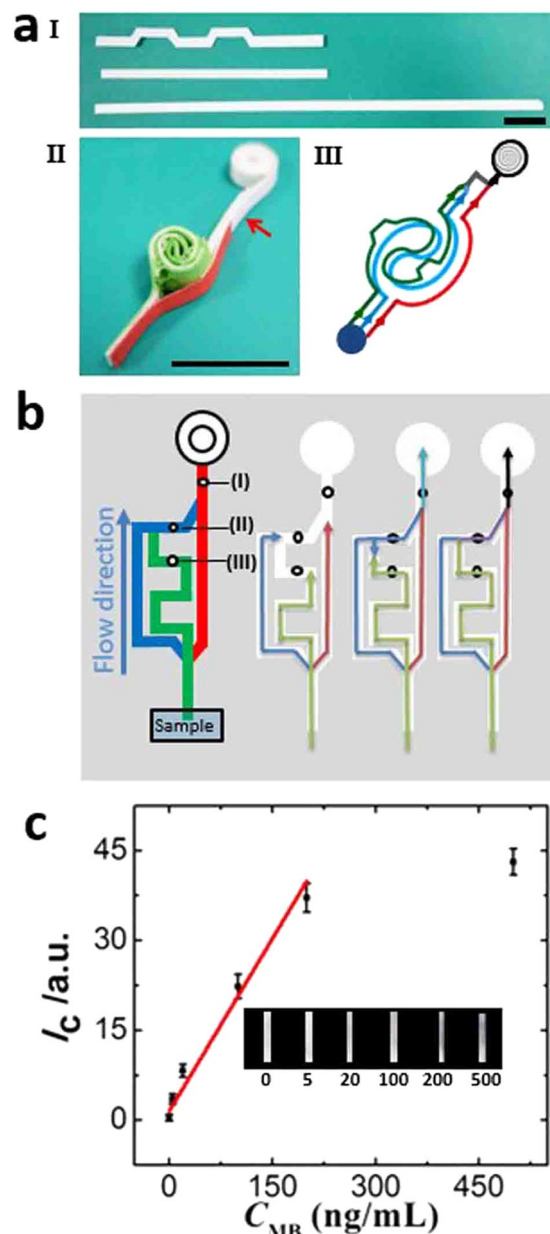 a
I
II
III
b
(I)
(II)
(III)
Flow direction
Sample
c
I_C /a.u.
45
30
15
0
0 5 20 100 200 500
0 150 300 450
C_MB (ng/mL)